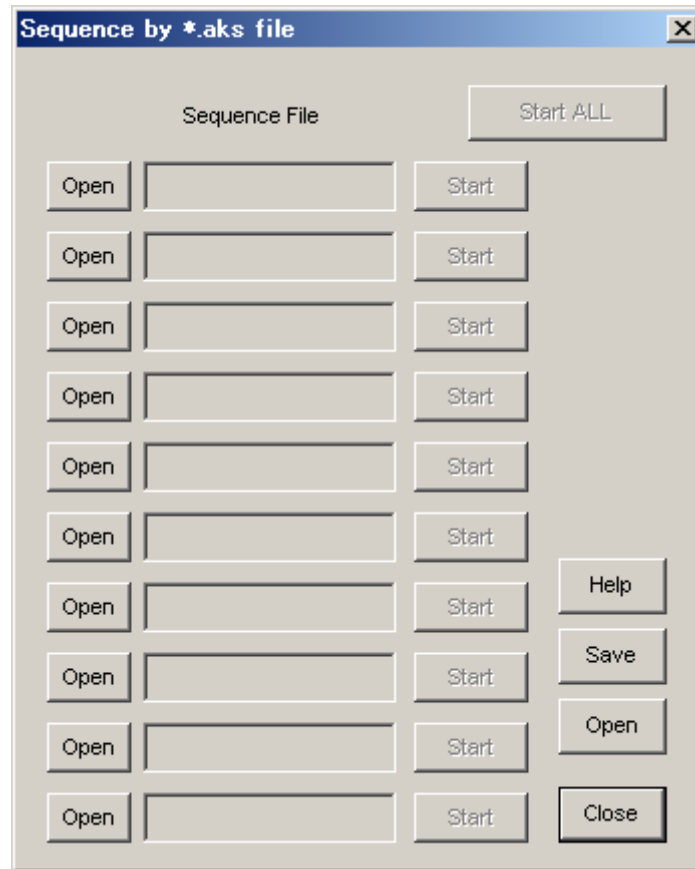 Sequence by *.aks file
Sequence File Start ALL
Open Start
Open Start
Open Start
Open Start
Open Start
Open Start
Help
Open Start
Save
Open Start
Open
Open Start
Open Start Close